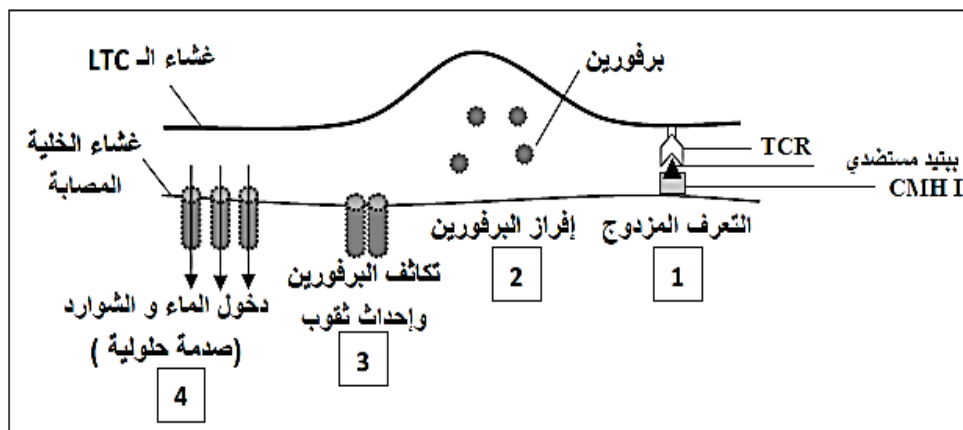 غشاء الـ LTC
برفورين
غشاء الخلية
المصابة
TCR
ببتيد مستضدي
CMH I
التعرف المزدوج
1
إفراز البرفورين
2
تكاثف البرفورين
وإحداث ثقوب
3
دخول الماء و الشوارد
(صدمة حلولية )
4